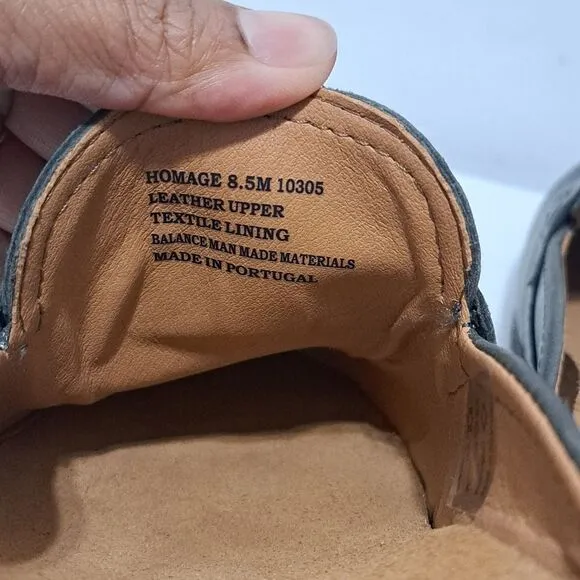 HOMAGE 8.5M 10305
LEATHER UPPER
TEXTILE LINING
BALANCE MAN MADE MATERIALS
MADE IN PORTUGAL